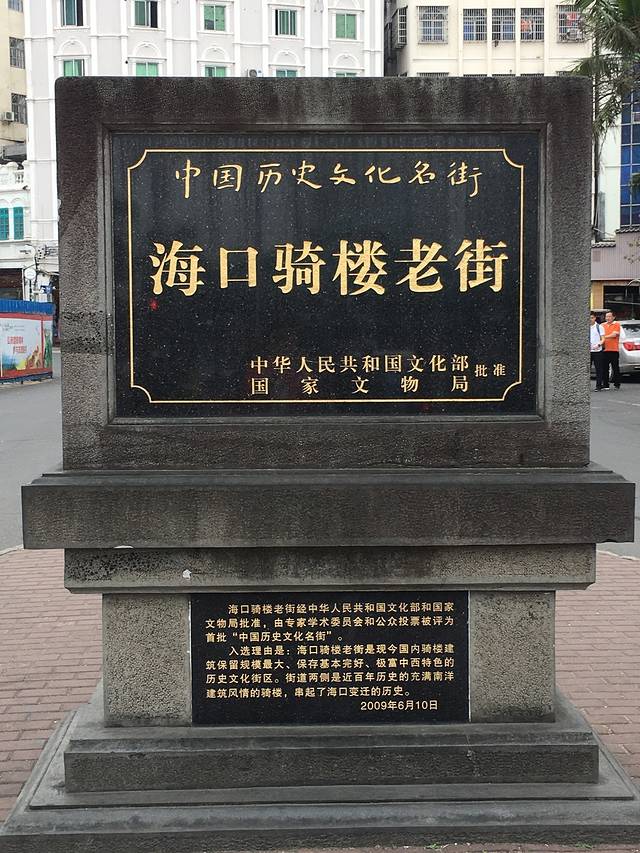 中国历史文化名街
海口骑楼老街
中华人民共和国文化部
国家文物局
批准
海口骑楼老街经中华人民共和国文化部和国家
文物局批准，由专家学术委员会和公众投票被评为
首批“中国历史文化名街”。
入选理由是：海口骑楼老街是现今国内骑楼建
筑保留规模最大、保存基本完好、极富中西特色的
历史文化街区。街道两侧是近百年历史的充满南洋
建筑风情的骑楼，串起了海口变迁的历史。
2009年6月10日